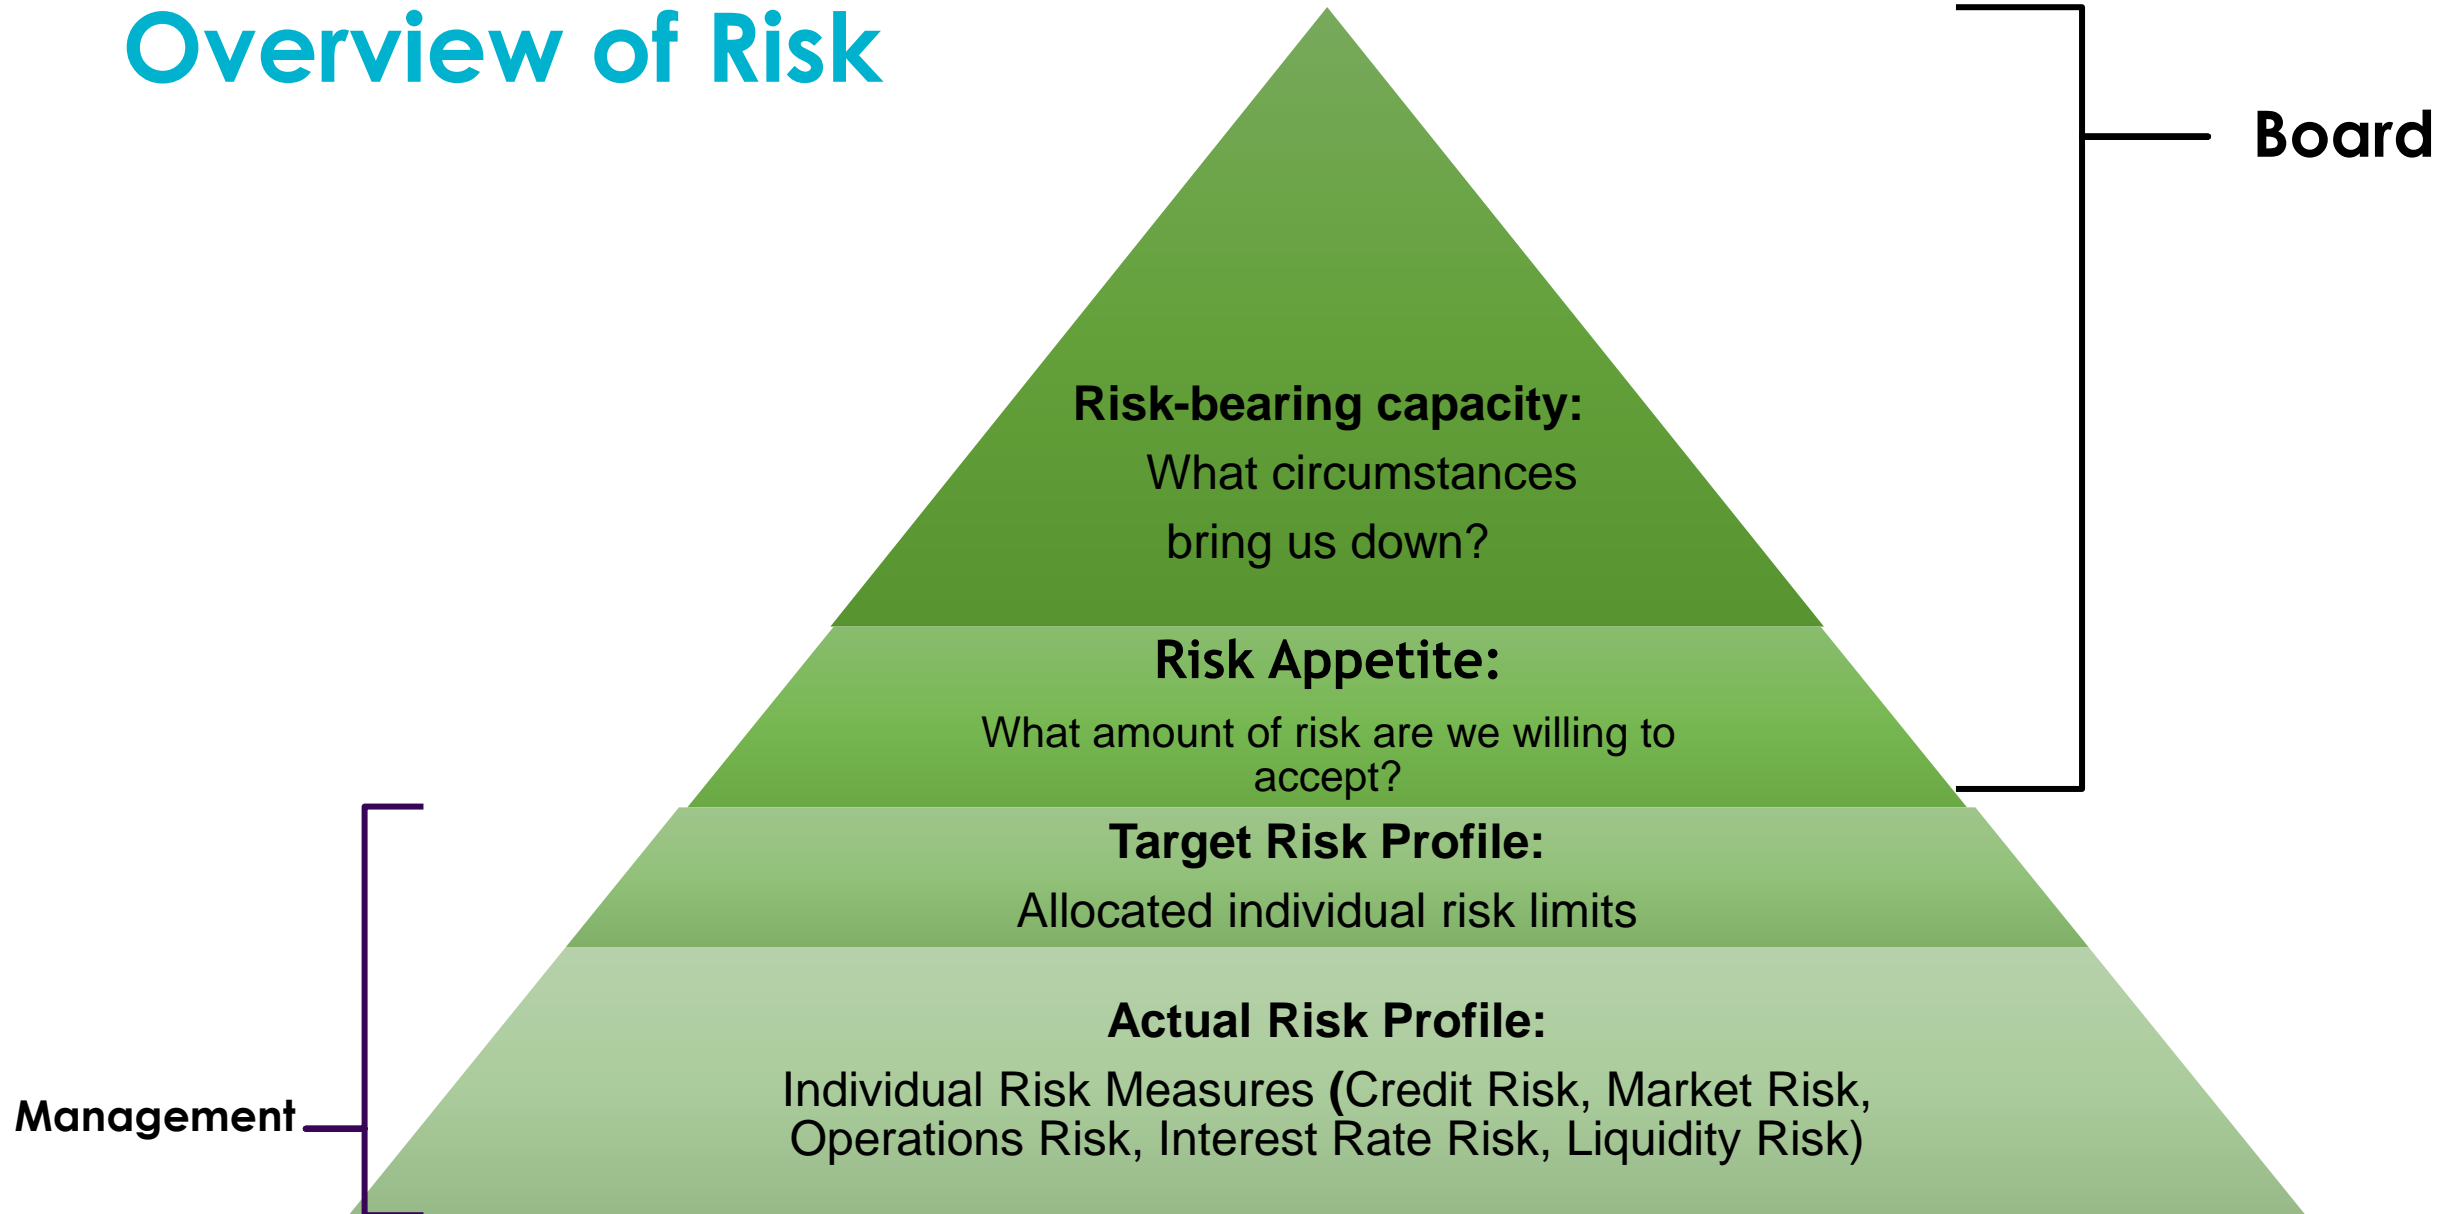 Overview of Risk
Board
Risk-bearing capacity:
What circumstances
bring us down?
Risk Appetite:
What amount of risk are we willing to
accept?
Target Risk Profile:
Allocated individual risk limits
Actual Risk Profile:
Individual Risk Measures (Credit Risk, Market Risk,
Operations Risk, Interest Rate Risk, Liquidity Risk)
Management